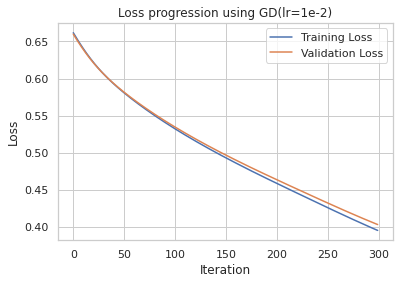 Loss progression using GD(lr=1e-2)
Training Loss
Validation Loss
0.65
0.60
0.55
0.50
0.45
0.40
Loss
0
50
100
150
200
250
300
Iteration